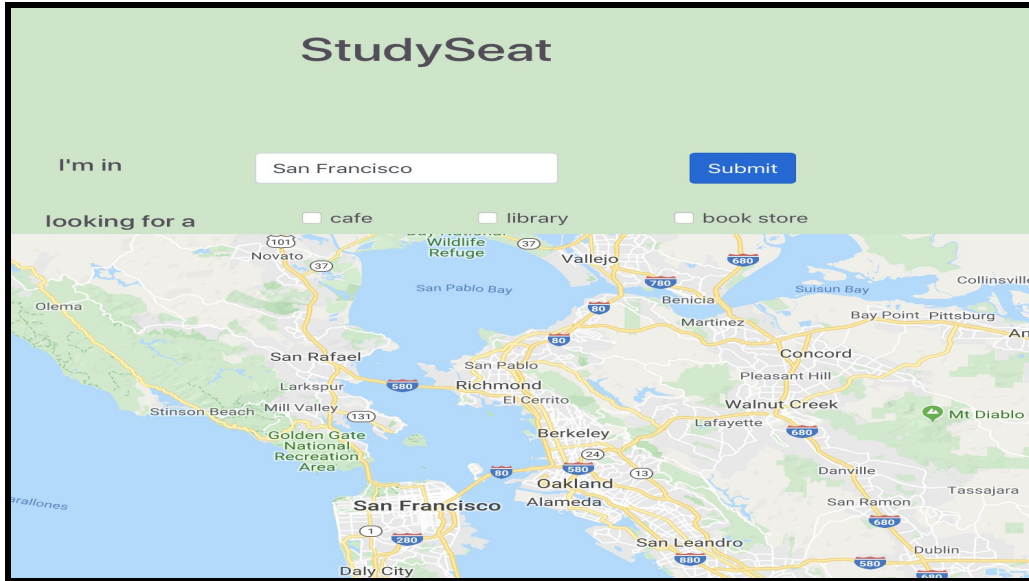 StudySeat
I'm in
San Francisco
Submit
looking for a
cafe
library
book store
101
Wildlife
37
Refuge
Novato
37
Vallejo
680
San Pablo Bay
780
Suisun Bay
Collinsville
Olema
80
Benicia
Martinez
Bay Point
Pittsburg
80
San Rafael
San Pablo
Concord
Larkspur
580
Richmond
Pleasant Hill
El Cerrito
Stinson Beach
Mill Valley
131
Walnut Creek
Lafayette
Mt Diablo
Golden Gate
National
Recreation
Area
Berkeley
680
24
80
580
13
Danville
Oakland
San Francisco
Alameda
San Ramon
Tassajara
1
280
680
San Leandro
Dublin
880
580
680
Daly City